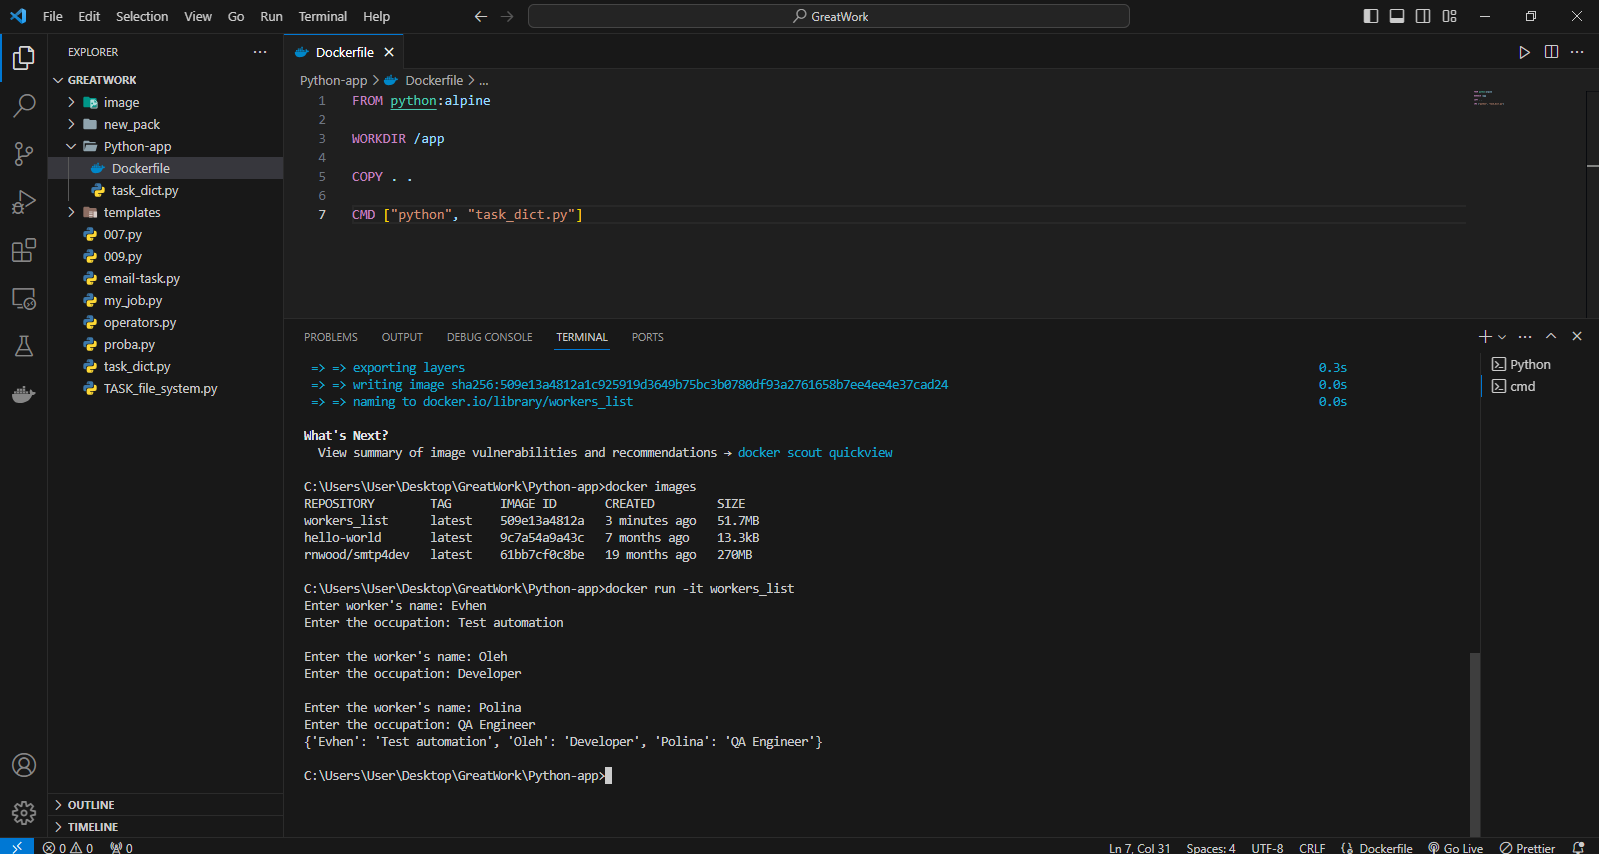 File Edit Selection View Go Run Terminal Help
GreatWork
EXPLORER
GREATWORK
image
new_pack
Python-app
Dockerfile
task_dict.py
templates
007.py
009.py
email-task.py
my_job.py
operators.py
proba.py
task_dict.py
TASK_file_system.py
OUTLINE
TIMELINE
Dockerfile
Python-app > Dockerfile > ...
1 FROM python:alpine
2
3 WORKDIR /app
4
5 COPY . .
6
7 CMD ["python", "task_dict.py"]
PROBLEMS OUTPUT DEBUG CONSOLE TERMINAL PORTS
=> => exporting layers 0.3s
=> => writing image sha256:509e13a4812a1c925919d3649b75bc3b0780df93a2761658b7ee4ee4e37cad24 0.0s
=> => naming to docker.io/library/workers_list 0.0s
What's Next?
View summary of image vulnerabilities and recommendations → docker scout quickview
C:\Users\User\Desktop\GreatWork\Python-app>docker images
REPOSITORY TAG IMAGE ID CREATED SIZE
workers_list latest 509e13a4812a 3 minutes ago 51.7MB
hello-world latest 9c7a54a9a43c 7 months ago 13.3kB
rnwood/smtp4dev latest 61bb7cf0c8be 19 months ago 270MB
C:\Users\User\Desktop\GreatWork\Python-app>docker run -it workers_list
Enter worker's name: Evhen
Enter the occupation: Test automation
Enter the worker's name: Oleh
Enter the occupation: Developer
Enter the worker's name: Polina
Enter the occupation: QA Engineer
{'Evhen': 'Test automation', 'Oleh': 'Developer', 'Polina': 'QA Engineer'}
C:\Users\User\Desktop\GreatWork\Python-app>
Python
cmd
0 0 0 Ln 7, Col 31 Spaces: 4 UTF-8 CRLF Dockerfile Go Live Prettier